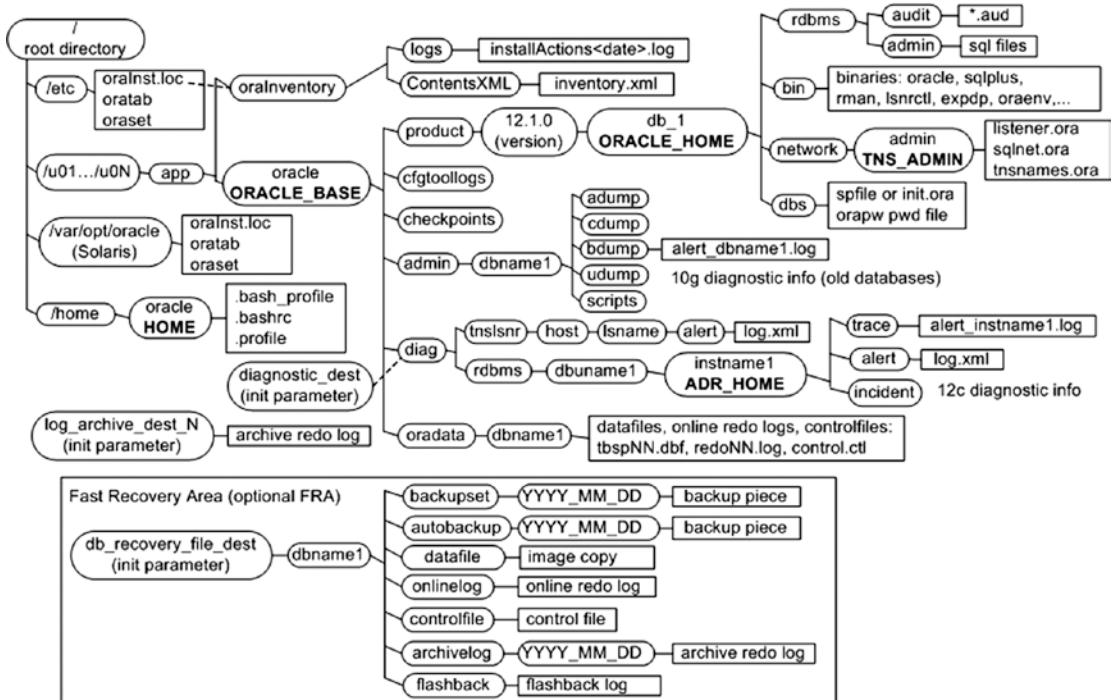 /
root directory
/etc
oraInst.loc
oratab
oraset
oraInventory
logs
installActions<date>.log
ContentsXML
inventory.xml
/u01.../u0N
app
oracle
ORACLE_BASE
/var/opt/oracle
(Solaris)
oraInst.loc
oratab
oraset
/home
oracle
HOME
.bash_profile
.bashrc
.profile
product
12.1.0
(version)
db_1
ORACLE_HOME
rdbms
audit
*.aud
admin
sql files
bin
binaries: oracle, sqlplus,
rman, lsnrctl, expdp, oraenv,...
network
admin
TNS_ADMIN
listener.ora
sqlnet.ora
tnsnames.ora
dbs
spfile or init.ora
orapw pwd file
cfgtoollogs
checkpoints
admin
dbname1
adump
cdump
bdump
alert_dbname1.log
udump
scripts
10g diagnostic info (old databases)
diag
tnslsnr
host
lsname
alert
log.xml
rdbms
dbuname1
instname1
ADR_HOME
trace
alert_instname1.log
alert
log.xml
incident
12c diagnostic info
diagnostic_dest
(init parameter)
oradata
dbname1
datafiles, online redo logs, controlfiles:
tbspNN.dbf, redoNN.log, control.ctl
log_archive_dest_N
(init parameter)
archive redo log
Fast Recovery Area (optional FRA)
db_recovery_file_dest
(init parameter)
dbname1
backupset
YYYY_MM_DD
backup piece
autobackup
YYYY_MM_DD
backup piece
datafile
image copy
onlinelog
online redo log
controlfile
control file
archivelog
YYYY_MM_DD
archive redo log
flashback
flashback log